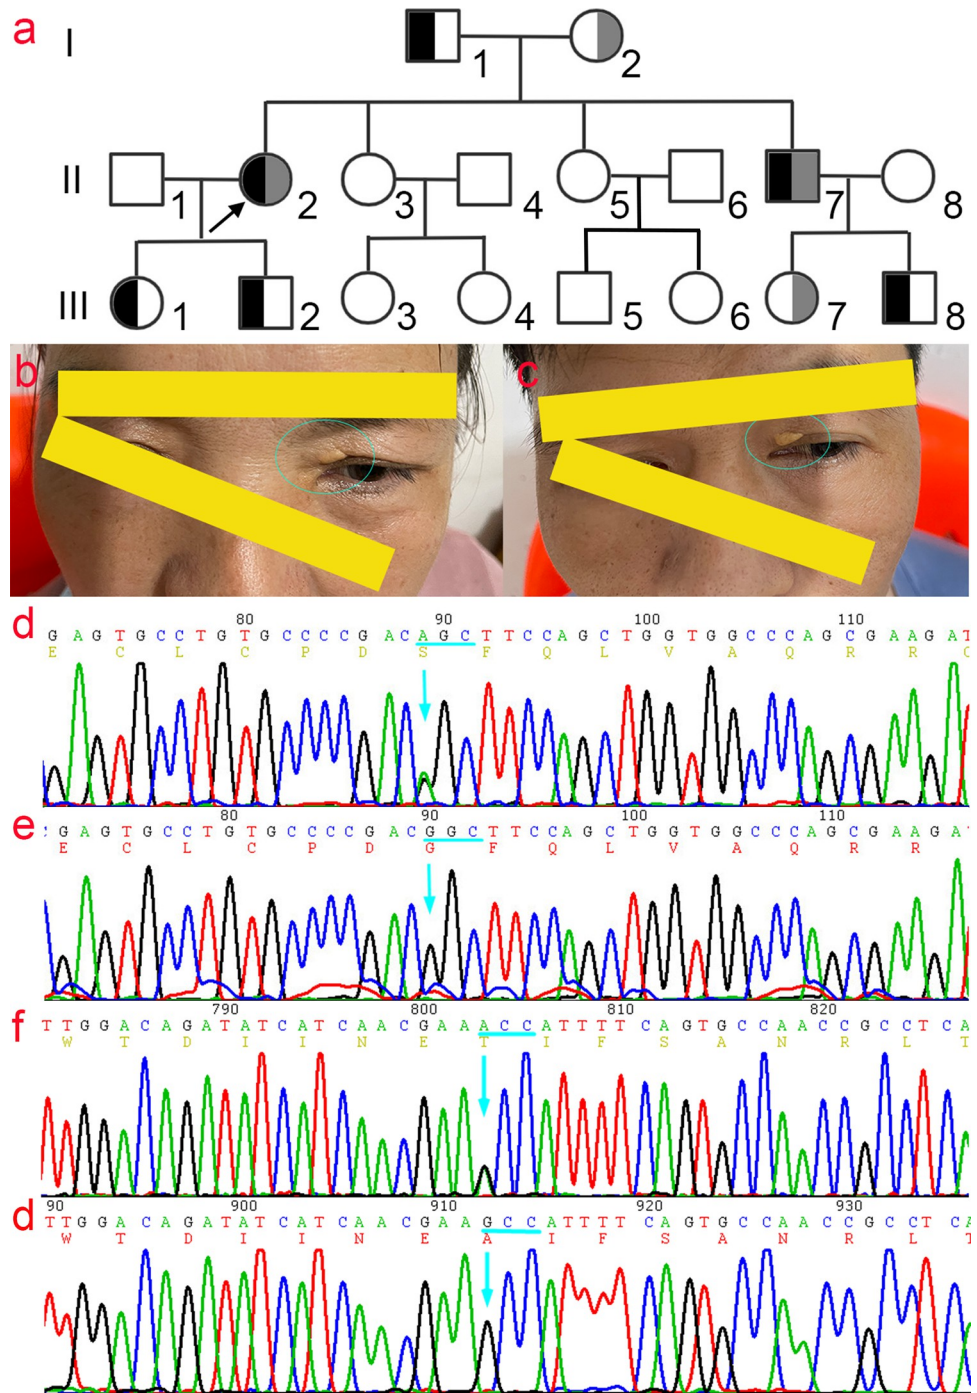 a
I
1
2
II
1
2
3
4
5
6
7
8
III
1
2
3
4
5
6
7
8
b
c
d
80 90 100 110
G A G T G C C T G T G C C C C G A C A G C T T C C A G C T G G T G G C C C A G C G A A G A T
E C L C P D S F Q L V A Q R R C
e
80 90 100 110
G A G T G C C T G T G C C C C G A C G G C T T C C A G C T G G T G G C C C A G C G A A G A
E C L C P D G F Q L V A Q R R
f
790 800 810 820
T T G G A C A G A T A T C A T C A A C G A A A C C A T T T T C A G T G C C A A C C G C C T C A
W T D I I N E T I F S A N R L T
d
90 900 910 920 930
T T G G A C A G A T A T C A T C A A C G A A G C C A T T T T C A G T G C C A A C C G C C T C A
W T D I I N E A I F S A N R L T